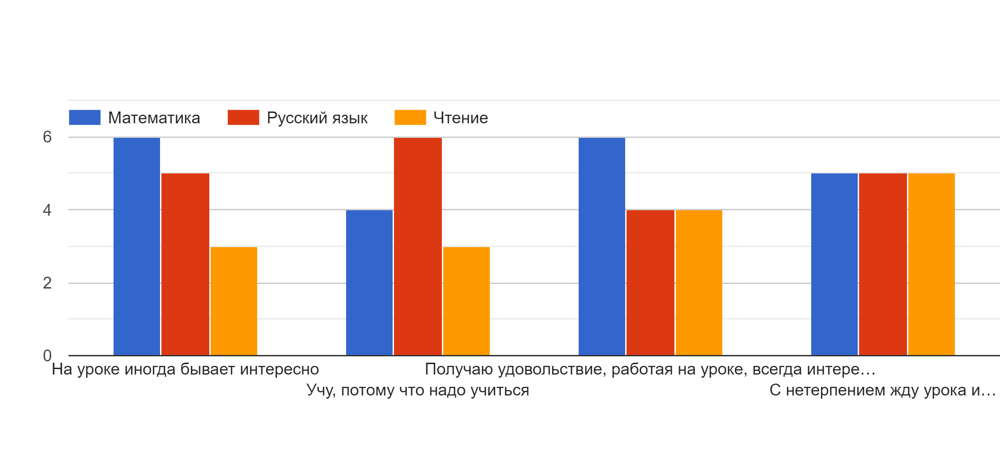 Математика Русский язык Чтение
6
4
2
0
На уроке иногда бывает интересно
Получаю удовольствие, работая на уроке, всегда интере…
Учу, потому что надо учиться
С нетерпением жду урока и…